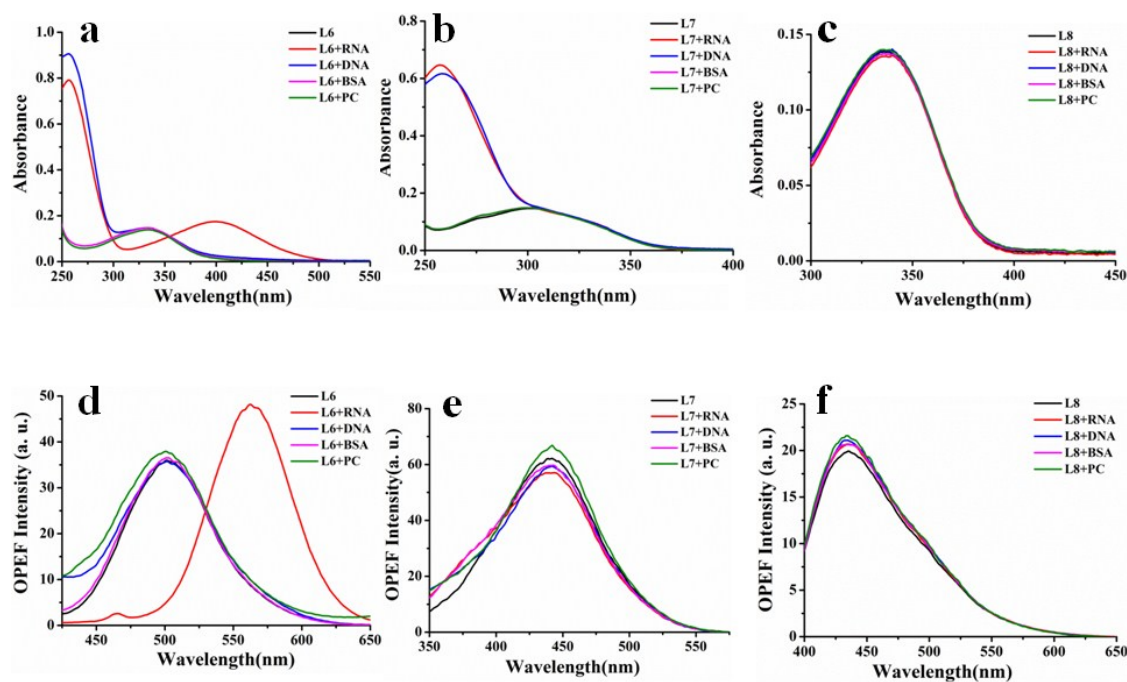 a
1.0
0.8
0.6
0.4
0.2
0.0
Absorbance
250 300 350 400 450 500 550
Wavelength(nm)
L6
L6+RNA
L6+DNA
L6+BSA
L6+PC
b
0.8
0.6
0.4
0.2
0.0
Absorbance
250 300 350 400
Wavelength(nm)
L7
L7+RNA
L7+DNA
L7+BSA
L7+PC
c
0.15
0.10
0.05
0.00
Absorbance
300 350 400 450
Wavelength(nm)
L8
L8+RNA
L8+DNA
L8+BSA
L8+PC
d
50
40
30
20
10
0
OPEF Intensity (a. u.)
450 500 550 600 650
Wavelength(nm)
L6
L6+RNA
L6+DNA
L6+BSA
L6+PC
e
80
60
40
20
0
OPEF Intensity(a. u.)
350 400 450 500 550
Wavelength(nm)
L7
L7+RNA
L7+DNA
L7+BSA
L7+PC
f
25
20
15
10
5
0
OPEF Intensity (a. u.)
400 450 500 550 600 650
Wavelength(nm)
L8
L8+RNA
L8+DNA
L8+BSA
L8+PC